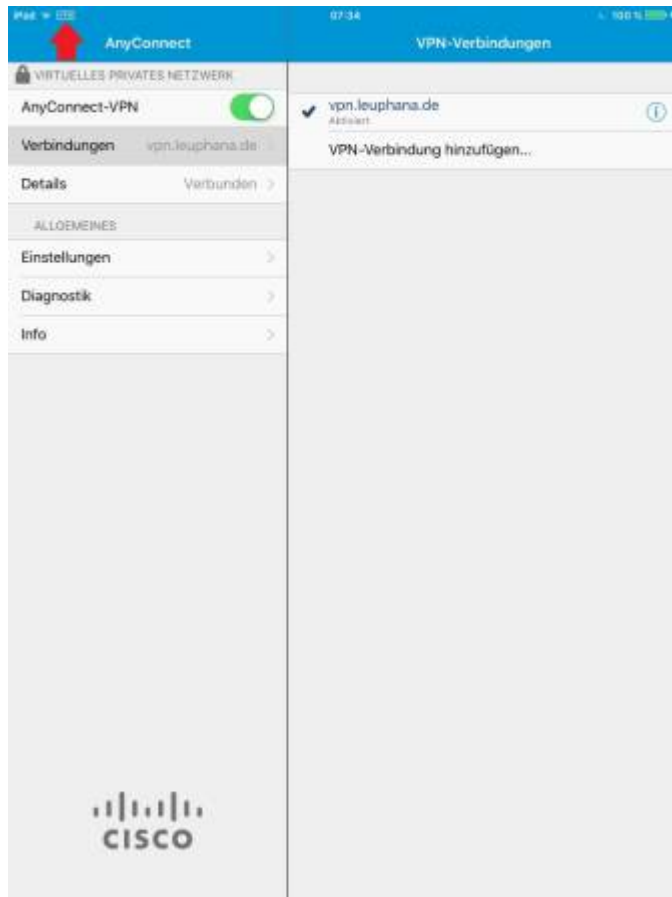 iPad
07:34
100 %
AnyConnect
VPN-Verbindungen
VIRTUELLES PRIVATES NETZWERK
AnyConnect-VPN
Verbindungen vpn.leuphana.de
Details Verbunden
ALLGEMEINES
Einstellungen
Diagnostik
Info
vpn.leuphana.de
Aktiviert
VPN-Verbindung hinzufügen...
CISCO